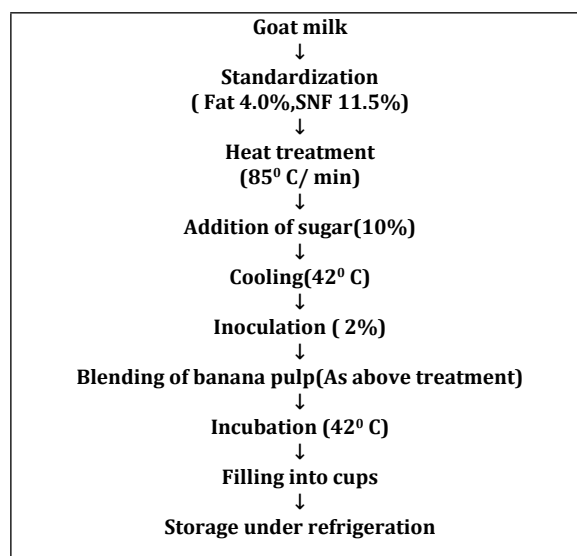 Goat milk
↓
Standardization
( Fat 4.0%,SNF 11.5%)
↓
Heat treatment
(85⁰ C/ min)
↓
Addition of sugar(10%)
↓
Cooling(42⁰ C)
↓
Inoculation ( 2%)
↓
Blending of banana pulp(As above treatment)
↓
Incubation (42⁰ C)
↓
Filling into cups
↓
Storage under refrigeration